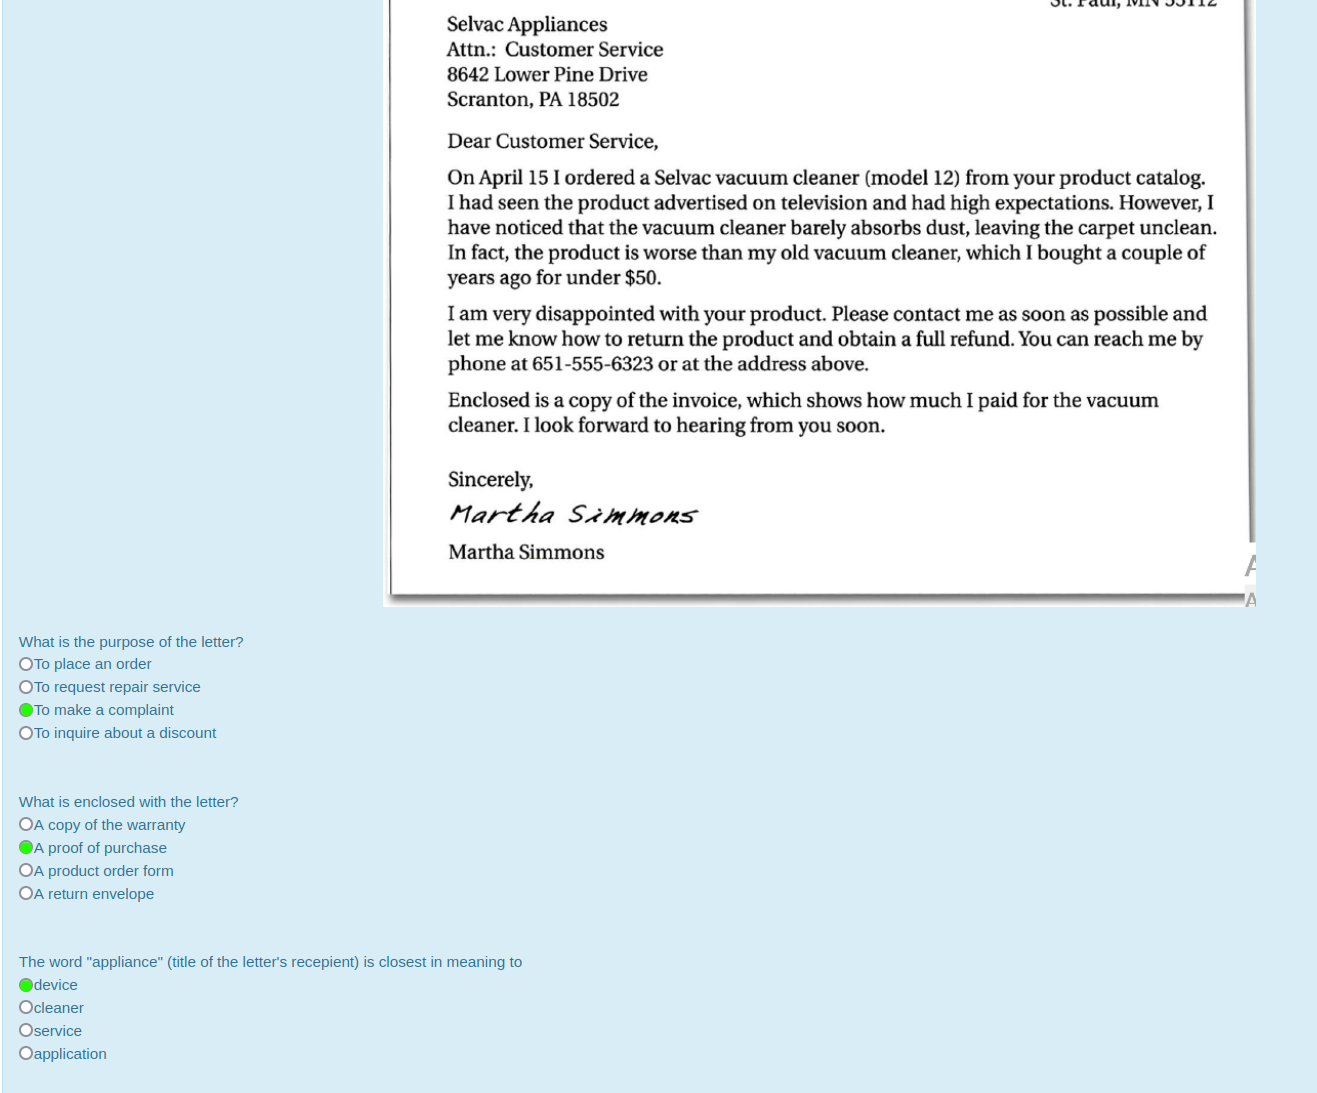 St. Paul, MN 55112
Selvac Appliances
Attn.: Customer Service
8642 Lower Pine Drive
Scranton, PA 18502
Dear Customer Service,
On April 15 I ordered a Selvac vacuum cleaner (model 12) from your product catalog.
I had seen the product advertised on television and had high expectations. However, I
have noticed that the vacuum cleaner barely absorbs dust, leaving the carpet unclean.
In fact, the product is worse than my old vacuum cleaner, which I bought a couple of
years ago for under $50.
I am very disappointed with your product. Please contact me as soon as possible and
let me know how to return the product and obtain a full refund. You can reach me by
phone at 651-555-6323 or at the address above.
Enclosed is a copy of the invoice, which shows how much I paid for the vacuum
cleaner. I look forward to hearing from you soon.
Sincerely,
Martha Simmons
Martha Simmons
A
A
What is the purpose of the letter?
To place an order
To request repair service
To make a complaint
To inquire about a discount
What is enclosed with the letter?
A copy of the warranty
A proof of purchase
A product order form
A return envelope
The word "appliance" (title of the letter's recepient) is closest in meaning to
device
cleaner
service
application